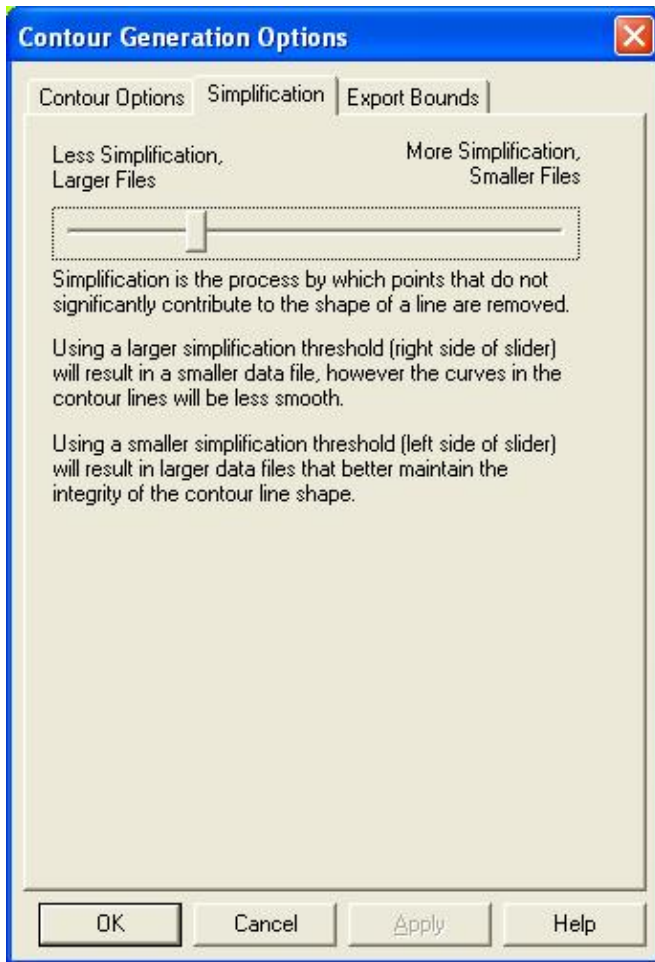 Contour Generation Options
Contour Options Simplification Export Bounds
Less Simplification,
Larger Files
More Simplification,
Smaller Files
Simplification is the process by which points that do not
significantly contribute to the shape of a line are removed.
Using a larger simplification threshold (right side of slider)
will result in a smaller data file, however the curves in the
contour lines will be less smooth.
Using a smaller simplification threshold (left side of slider)
will result in larger data files that better maintain the
integrity of the contour line shape.
OK Cancel Apply Help